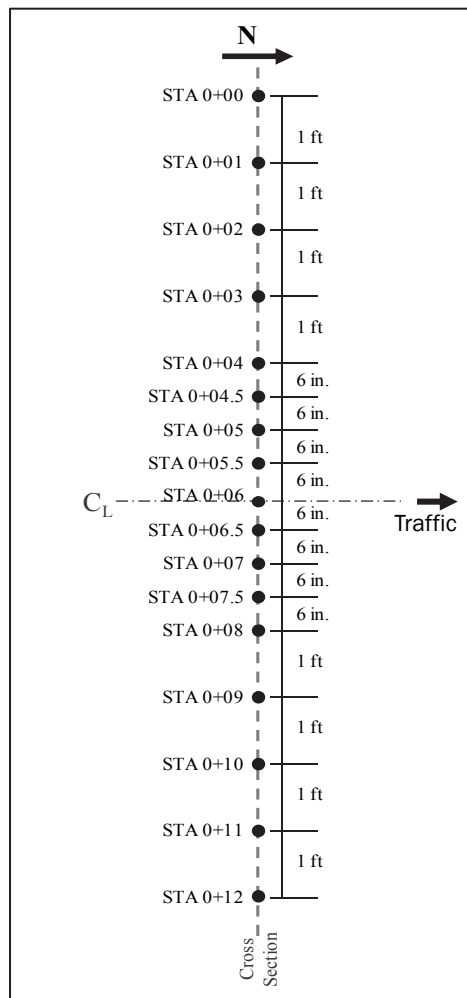 N
STA 0+00
1 ft
STA 0+01
1 ft
STA 0+02
1 ft
STA 0+03
1 ft
STA 0+04
6 in.
STA 0+04.5
6 in.
STA 0+05
6 in.
STA 0+05.5
6 in.
STA 0+06
CL
Traffic
6 in.
STA 0+06.5
6 in.
STA 0+07
6 in.
STA 0+07.5
6 in.
STA 0+08
1 ft
STA 0+09
1 ft
STA 0+10
1 ft
STA 0+11
1 ft
STA 0+12
Cross
Section